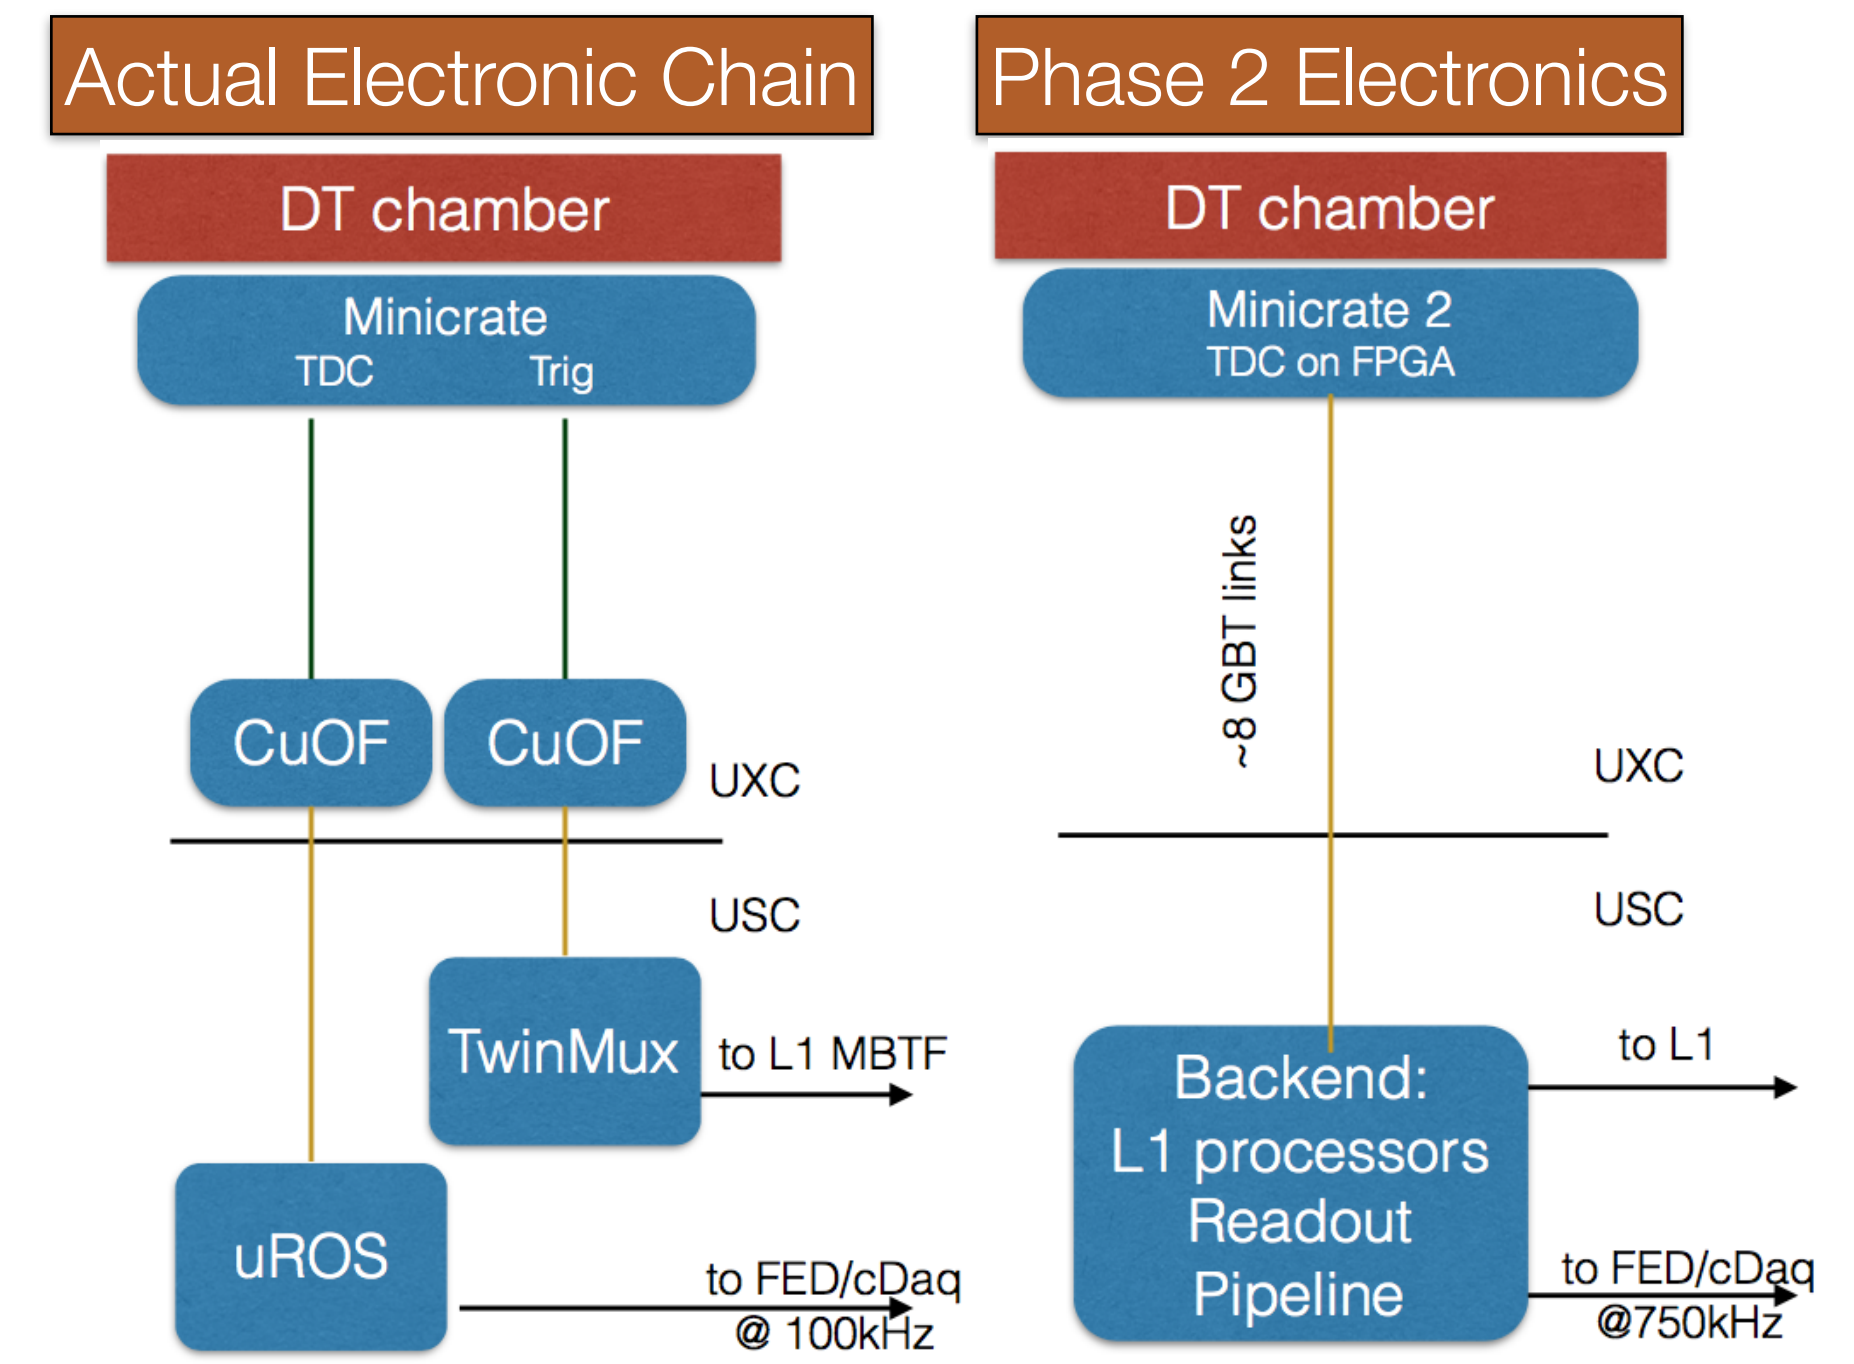 Actual Electronic Chain
DT chamber
Minicrate
TDC Trig
CuOF CuOF
UXC
USC
TwinMux
to L1 MBTF
uROS
to FED/cDaq
@ 100kHz
Phase 2 Electronics
DT chamber
Minicrate 2
TDC on FPGA
~8 GBT links
UXC
USC
Backend:
L1 processors
Readout
Pipeline
to L1
to FED/cDaq
@750kHz